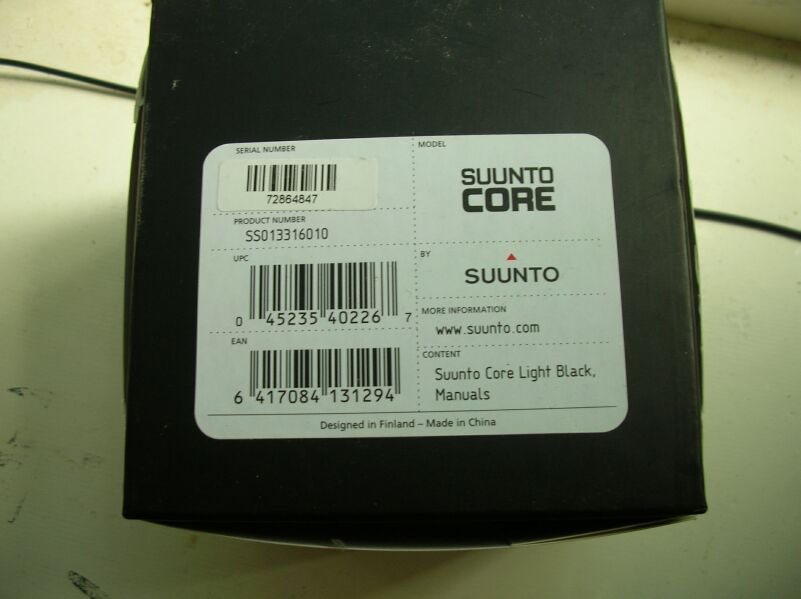 SERIAL NUMBER
72864847
PRODUCT NUMBER
SS013316010
UPC
0 45235 40226 7
EAN
6 417084 131294
MODEL
SUUNTO
CORE
BY
SUUNTO
MORE INFORMATION
www.suunto.com
CONTENT
Suunto Core Light Black,
Manuals
Designed in Finland – Made in China